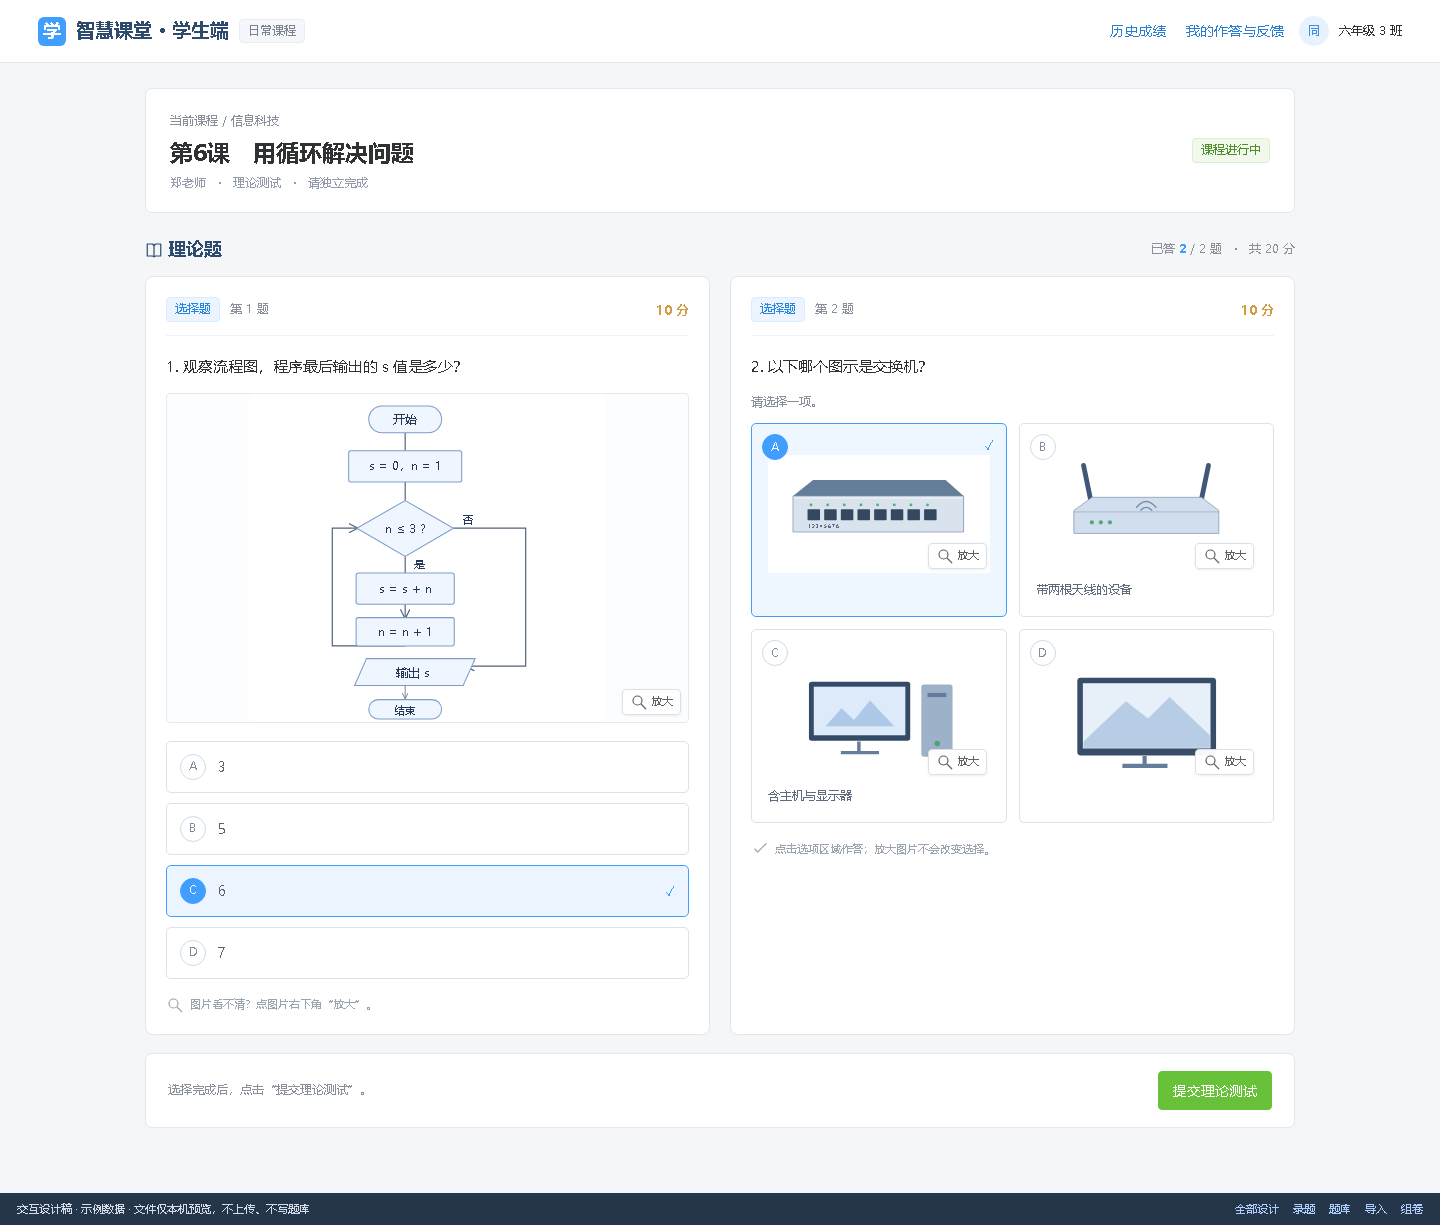 学 智慧课堂·学生端 日常课程
历史成绩 我的作答与反馈 同 六年级 3 班
当前课程 / 信息科技
第6课 用循环解决问题
郑老师 · 理论测试 · 请独立完成
课程进行中
理论题
已答 2 / 2 题 · 共 20 分
选择题 第 1 题 10 分
1. 观察流程图，程序最后输出的 s 值是多少？
开始
s = 0, n = 1
n ≤ 3 ?
否
是
s = s + n
n = n + 1
输出 s
结束
放大
A 3
B 5
C 6 ✓
D 7
图片看不清？点图片右下角“放大”。
选择题 第 2 题 10 分
2. 以下哪个图示是交换机？
请选择一项。
A ✓
放大
B
放大
带两根天线的设备
C
放大
含主机与显示器
D
放大
点击选项区域作答；放大图片不会改变选择。
选择完成后，点击“提交理论测试”。
提交理论测试
交互设计稿 · 示例数据 · 文件仅本机预览，不上传、不写题库
全部设计 录题 题库 导入 组卷